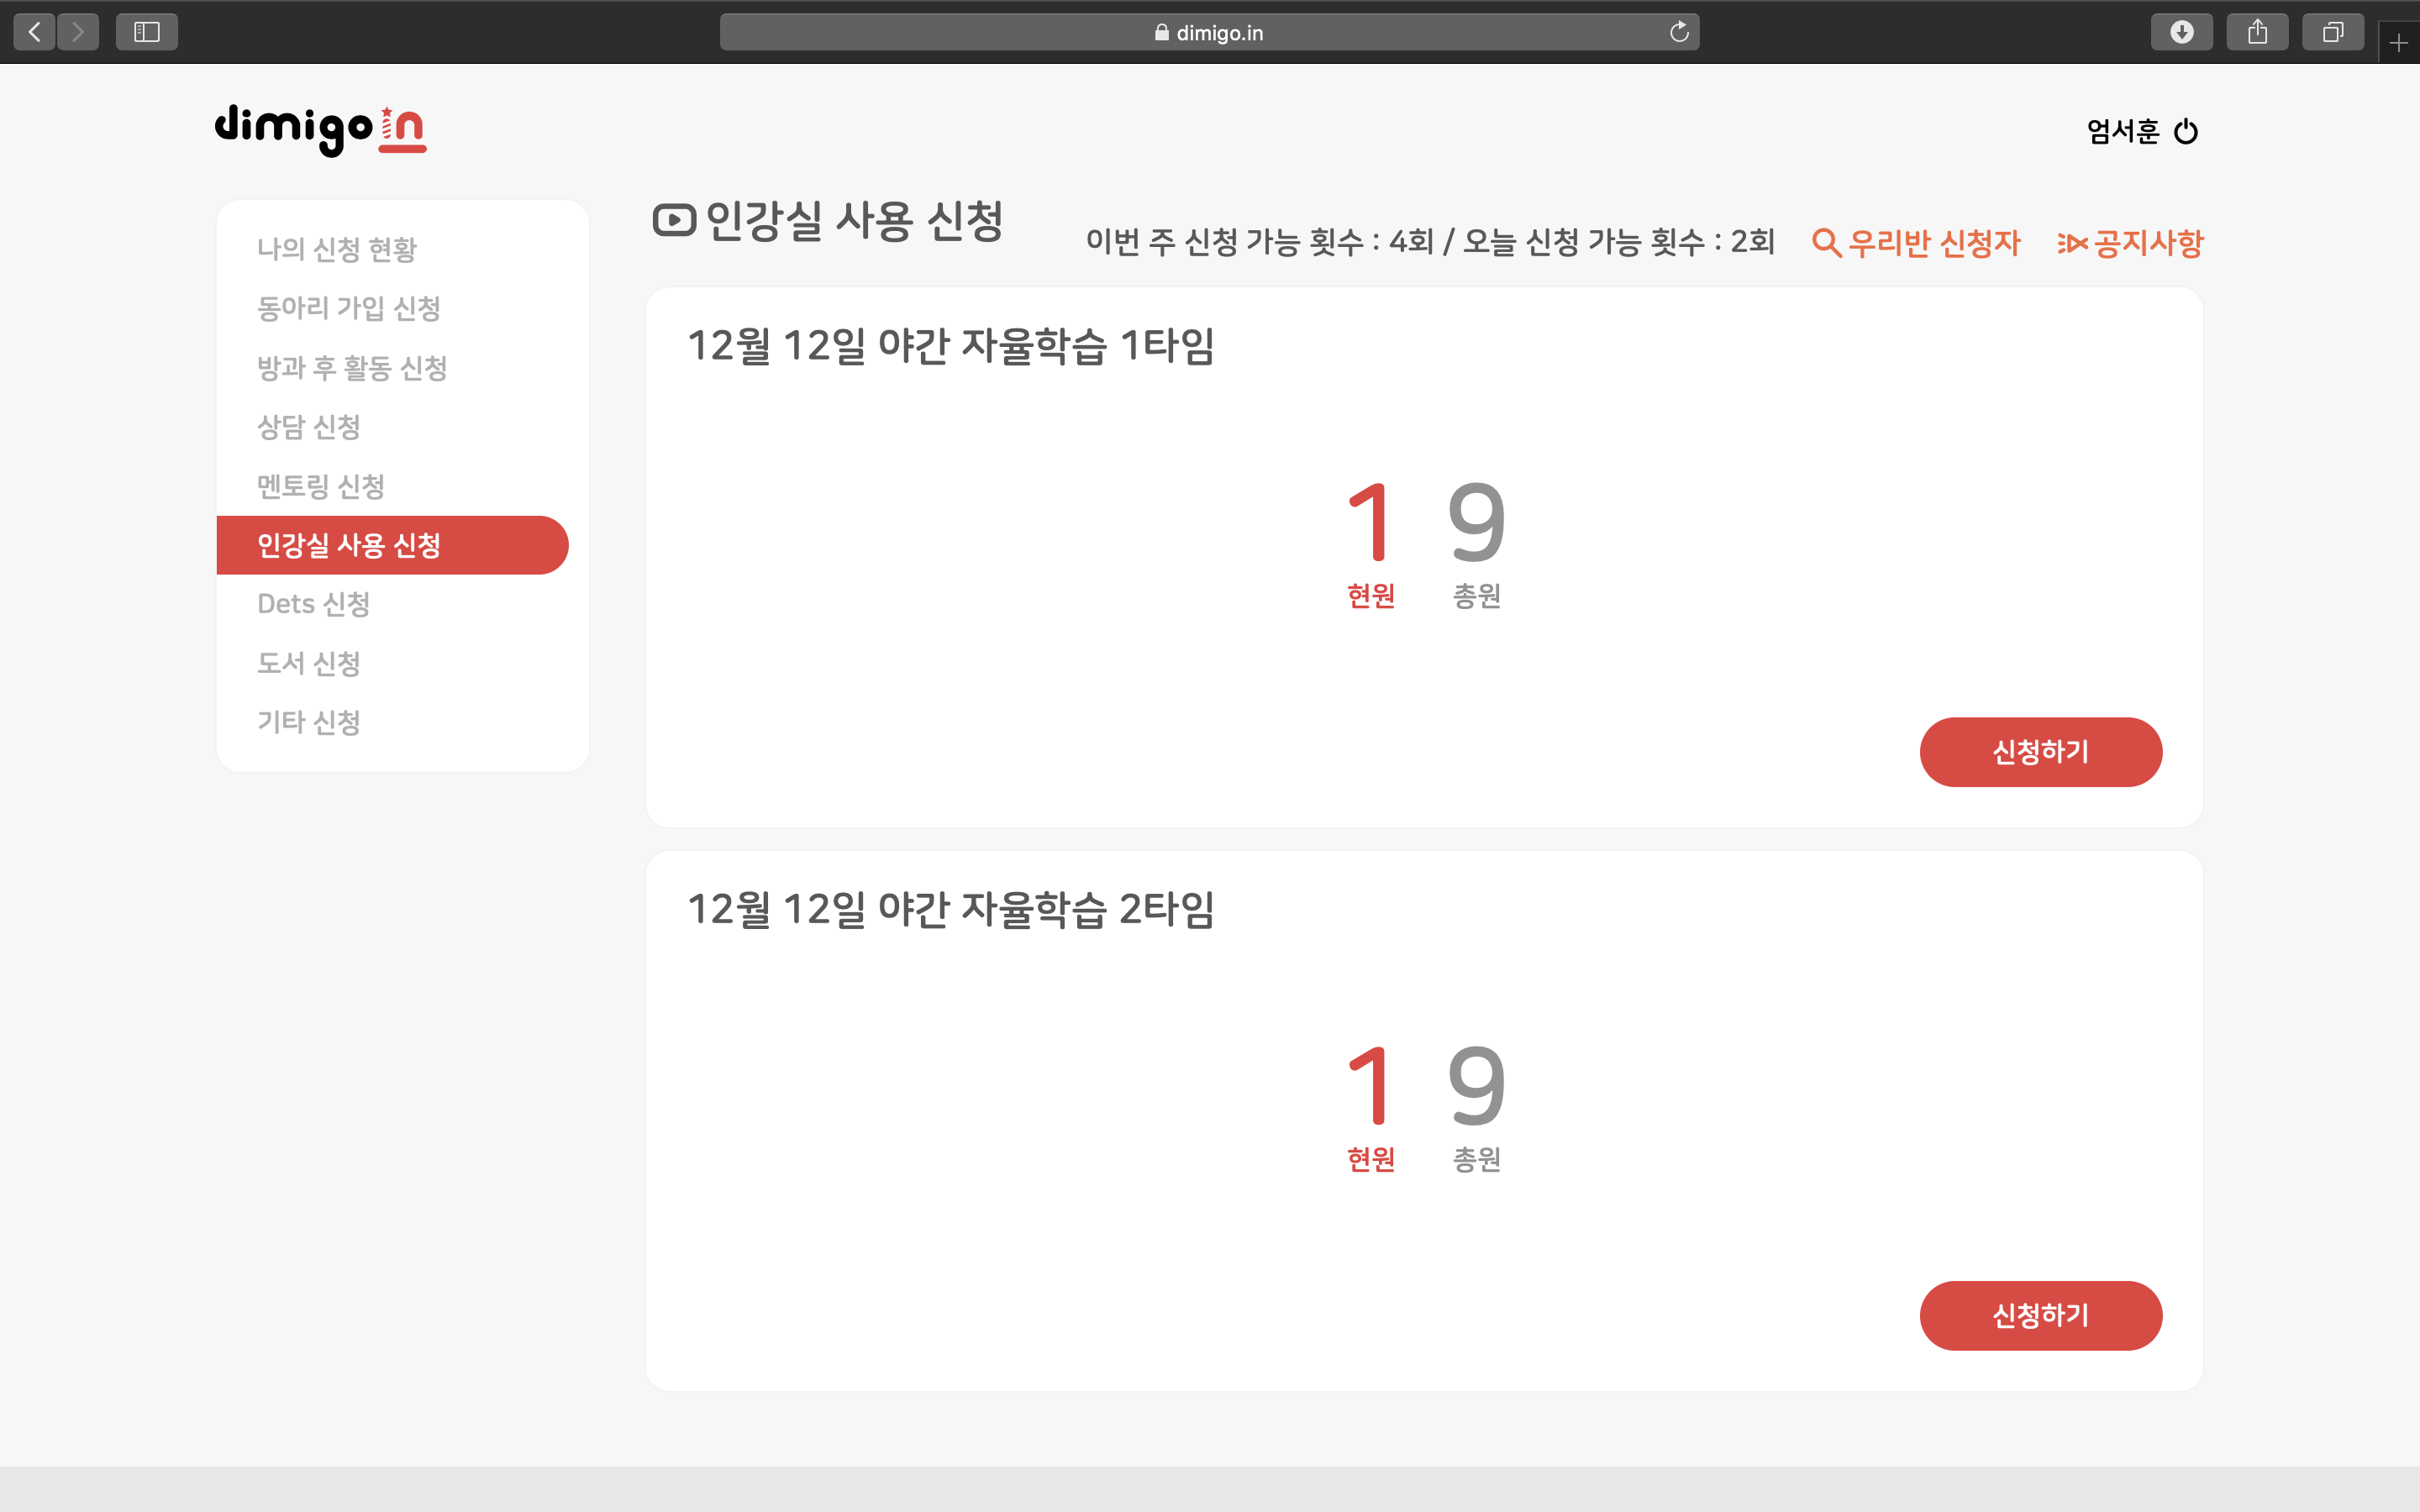 dimigo.in
dimigo in
엄서훈
나의 신청 현황
동아리 가입 신청
방과 후 활동 신청
상담 신청
멘토링 신청
인강실 사용 신청
Dets 신청
도서 신청
기타 신청
인강실 사용 신청
이번 주 신청 가능 횟수 : 4회 / 오늘 신청 가능 횟수 : 2회
우리반 신청자
공지사항
12월 12일 야간 자율학습 1타임
1 9
현원 총원
신청하기
12월 12일 야간 자율학습 2타임
1 9
현원 총원
신청하기